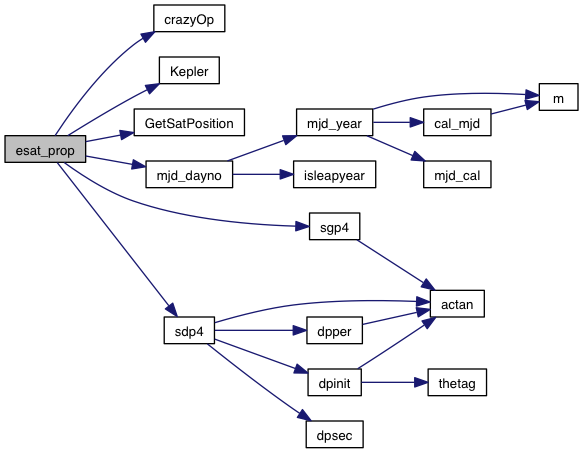 crazyOp
Kepler
GetSatPosition
esat_prop
mjd_dayno
mjd_year
isleapyear
cal_mjd
mjd_cal
m
sgp4
actan
sdp4
dpper
dpinit
thetag
dpsec